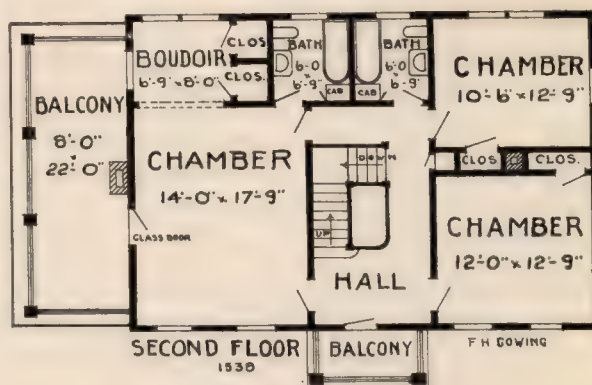 BOUDOIR
6'-9" x 8'-0"
CLOS.
CLOS.
BATH
6'-0
x
6'-9"
CAB
BATH
6'-0
x
6'-9"
CAB
CHAMBER
10'-6" x 12'-9"
BALCONY
8'-0"
x
22'-0"
CHAMBER
14'-0" x 17'-9"
DOWN
UP
CLOS
CLOS.
CHAMBER
12'-0" x 12'-9"
GLASS DOOR
HALL
SECOND FLOOR
1538
BALCONY
F H GOWING